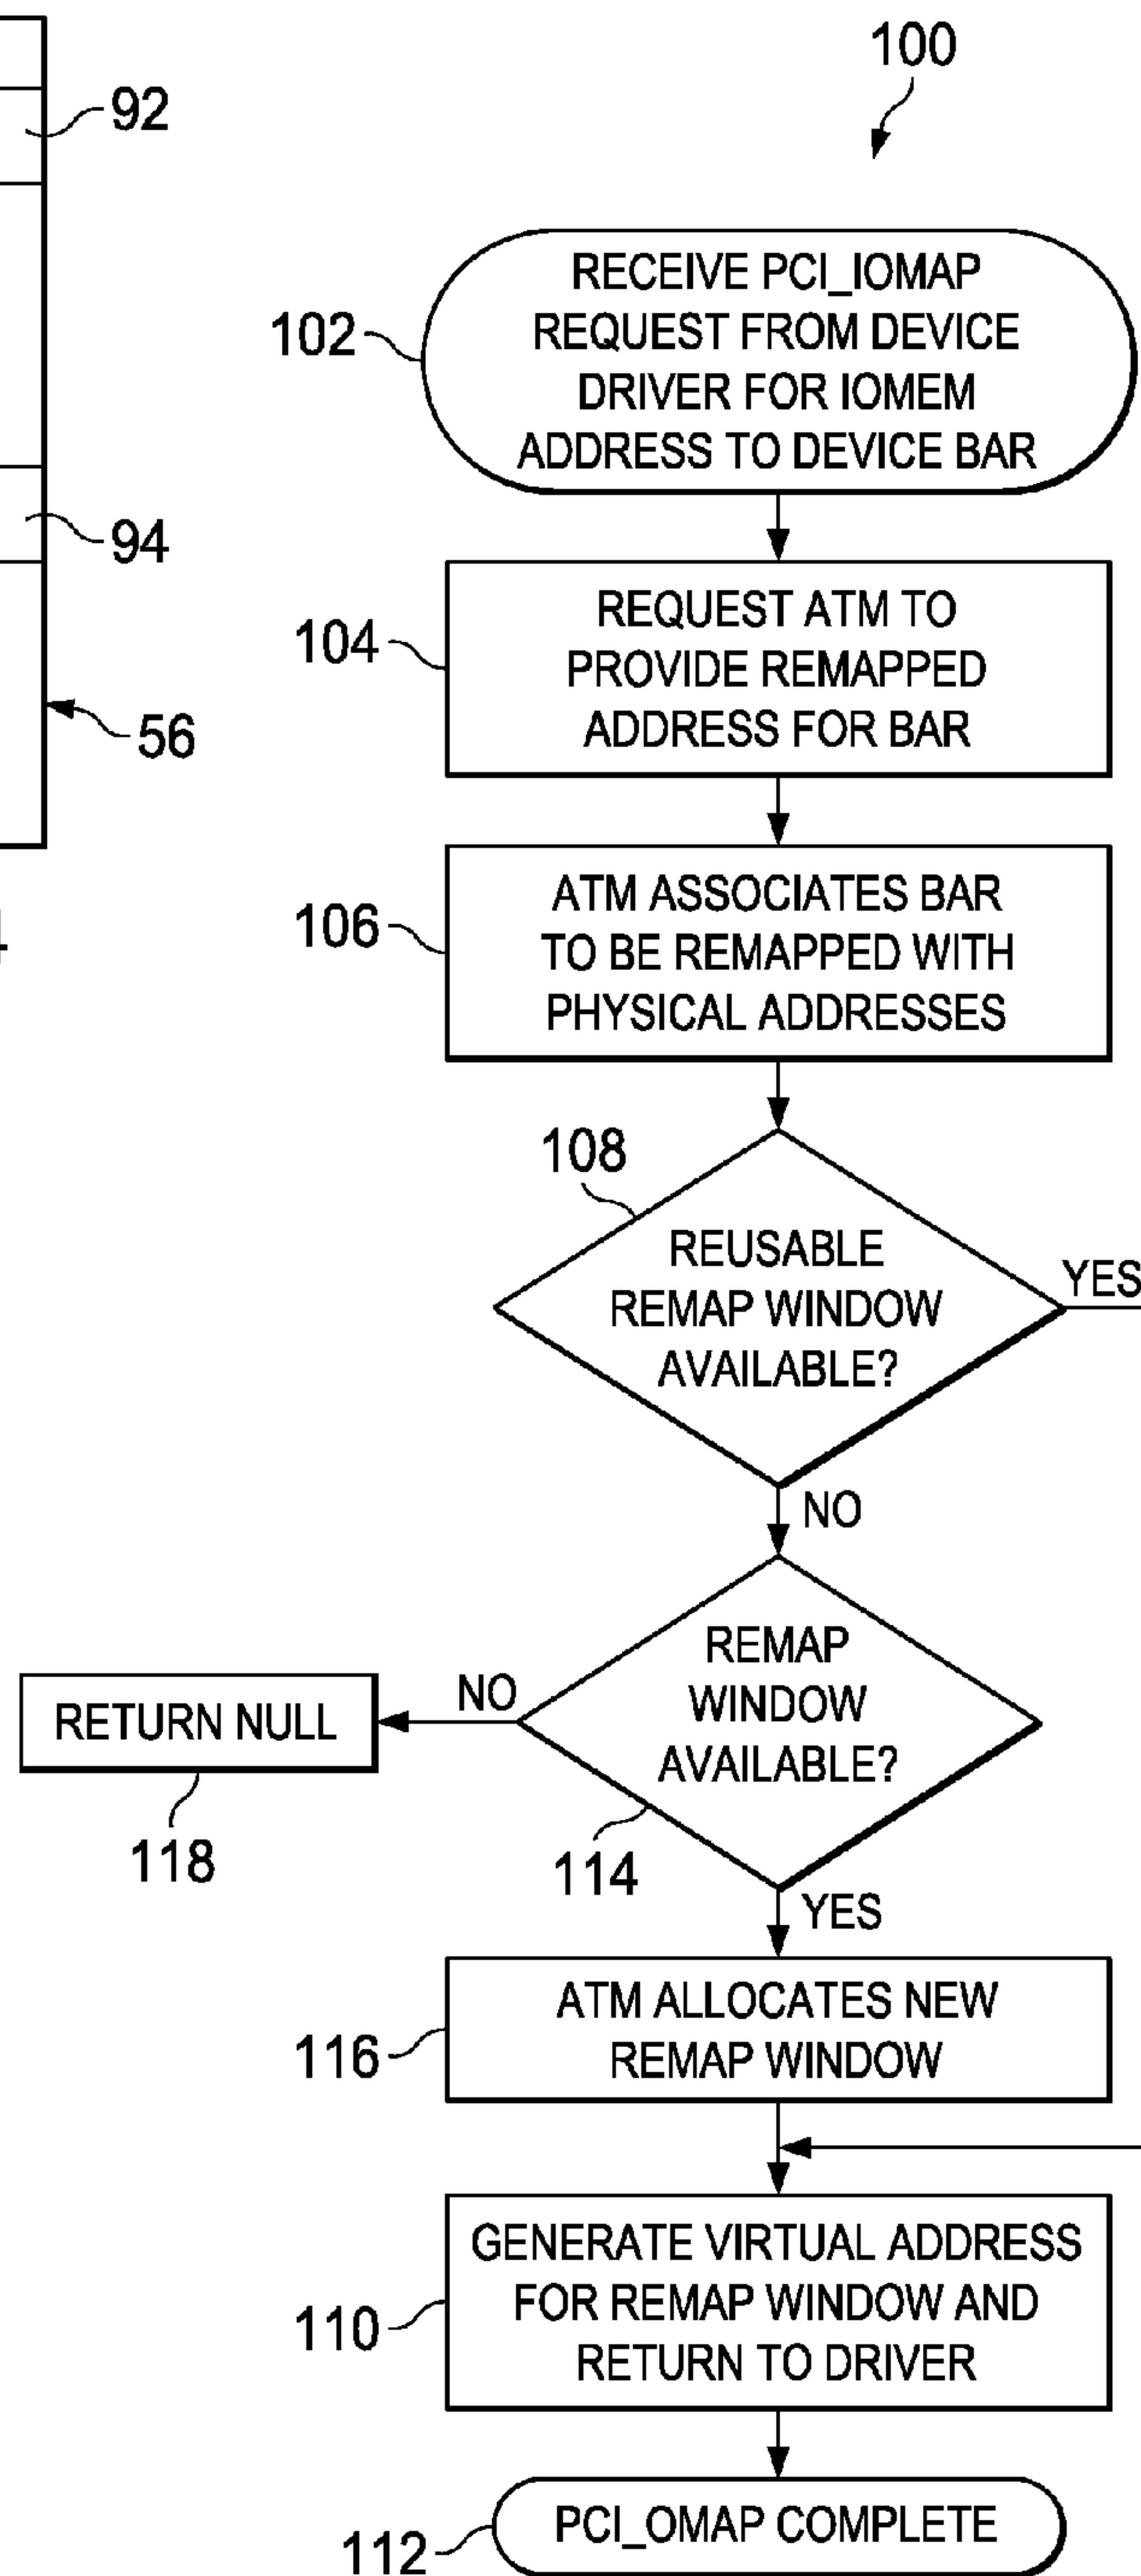 100
92
RECEIVE PCI_IOMAP
REQUEST FROM DEVICE
DRIVER FOR IOMEM
ADDRESS TO DEVICE BAR
102
94
REQUEST ATM TO
PROVIDE REMAPPED
ADDRESS FOR BAR
104
56
ATM ASSOCIATES BAR
TO BE REMAPPED WITH
PHYSICAL ADDRESSES
106
108
REUSABLE
REMAP WINDOW
AVAILABLE?
YES
NO
REMAP
WINDOW
AVAILABLE?
NO
RETURN NULL
118
114
YES
ATM ALLOCATES NEW
REMAP WINDOW
116
GENERATE VIRTUAL ADDRESS
FOR REMAP WINDOW AND
RETURN TO DRIVER
110
PCI_OMAP COMPLETE
112